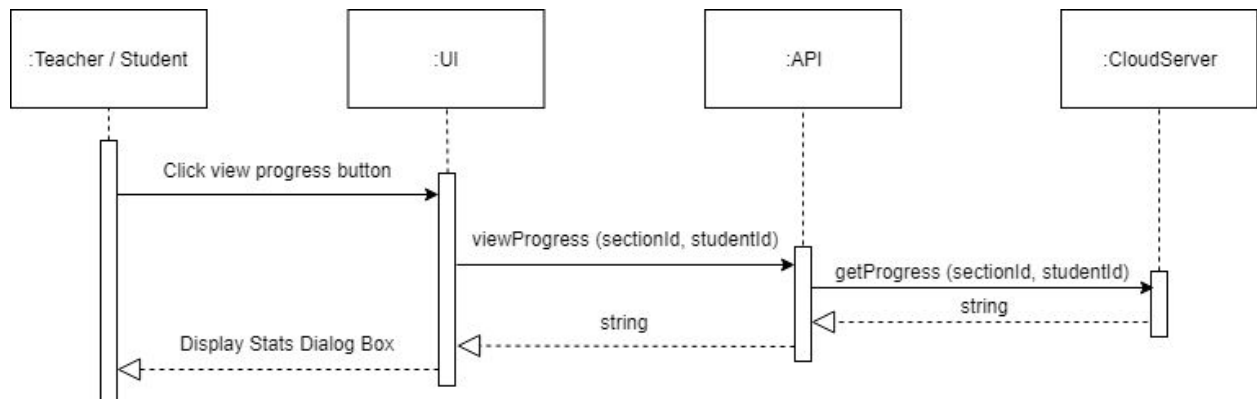 :Teacher / Student
:UI
:API
:CloudServer
Click view progress button
viewProgress (sectionId, studentId)
getProgress (sectionId, studentId)
string
string
Display Stats Dialog Box